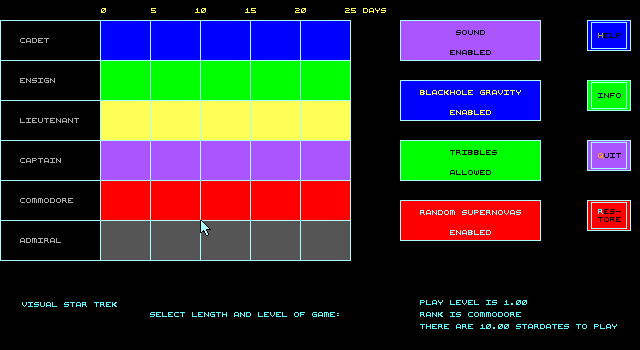 0 5 10 15 20 25 DAYS
CADET
ENSIGN
LIEUTENANT
CAPTAIN
COMMODORE
ADMIRAL
SOUND
ENABLED
BLACKHOLE GRAVITY
ENABLED
TRIBBLES
ALLOWED
RANDOM SUPERNOVAS
ENABLED
HELP
INFO
QUIT
RES-
TORE
VISUAL STAR TREK
SELECT LENGTH AND LEVEL OF GAME:
PLAY LEVEL IS 1.00
RANK IS COMMODORE
THERE ARE 10.00 STARDATES TO PLAY